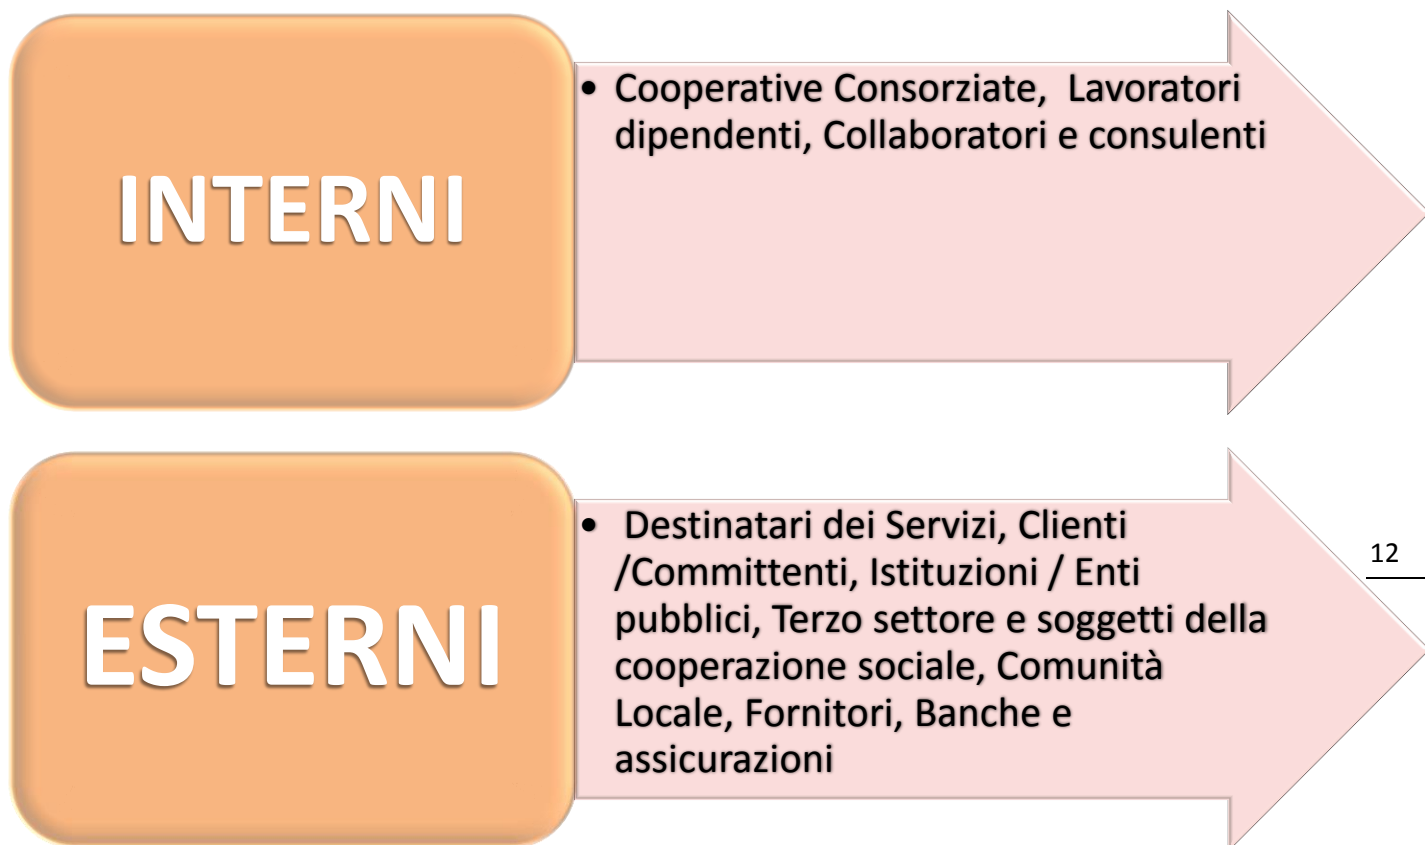 INTERNI
• Cooperative Consorziate, Lavoratori
dipendenti, Collaboratori e consulenti
ESTERNI
• Destinatari dei Servizi, Clienti
/Committenti, Istituzioni / Enti
pubblici, Terzo settore e soggetti della
cooperazione sociale, Comunità
Locale, Fornitori, Banche e
assicurazioni
12